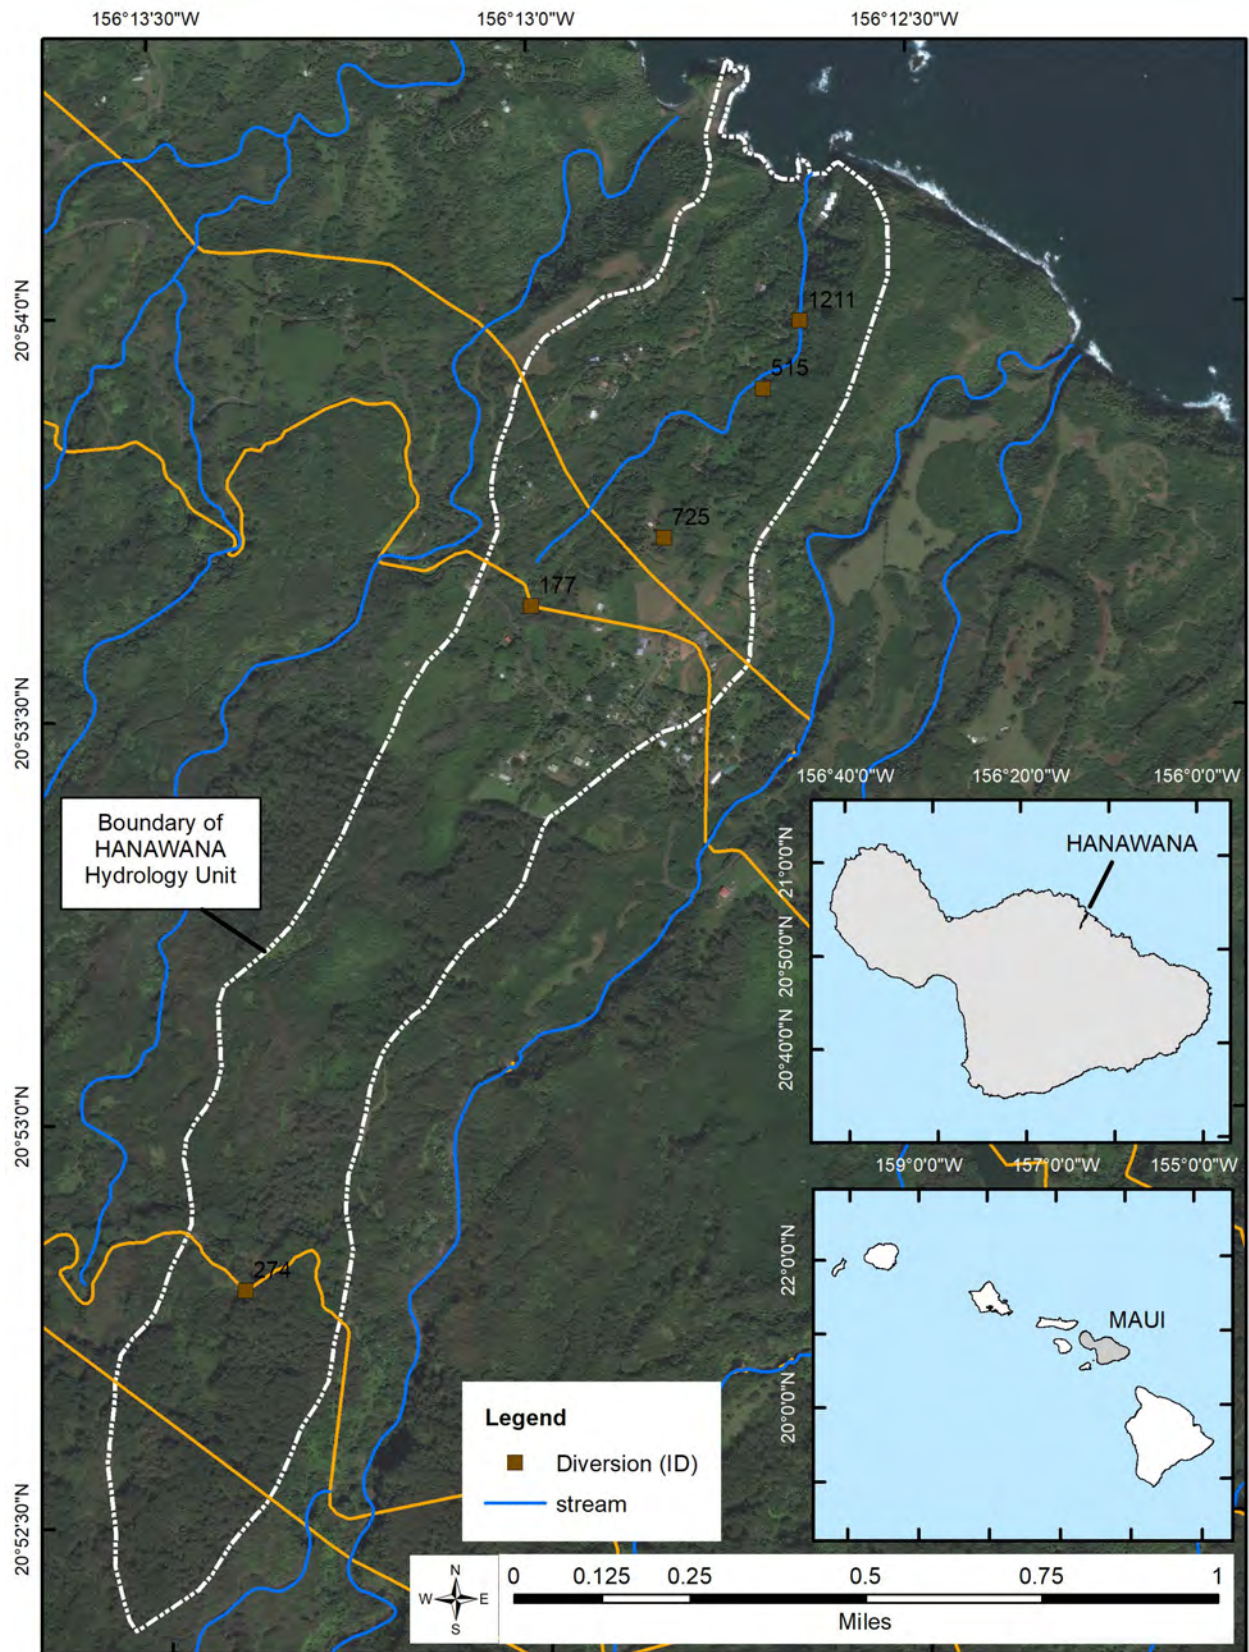 156°13'30"W
156°13'0"W
156°12'30"W
20°54'0"N
1211
515
725
177
20°53'30"N
156°40'0"W
156°20'0"W
156°0'0"W
Boundary of
HANAWANA
Hydrology Unit
HANAWANA
21°0'0"N
20°50'0"N
20°40'0"N
20°53'0"N
159°0'0"W
157°0'0"W
155°0'0"W
274
22°0'0"N
MAUI
20°0'0"N
Legend
Diversion (ID)
stream
20°52'30"N
N
W
E
S
0
0.125
0.25
0.5
0.75
1
Miles